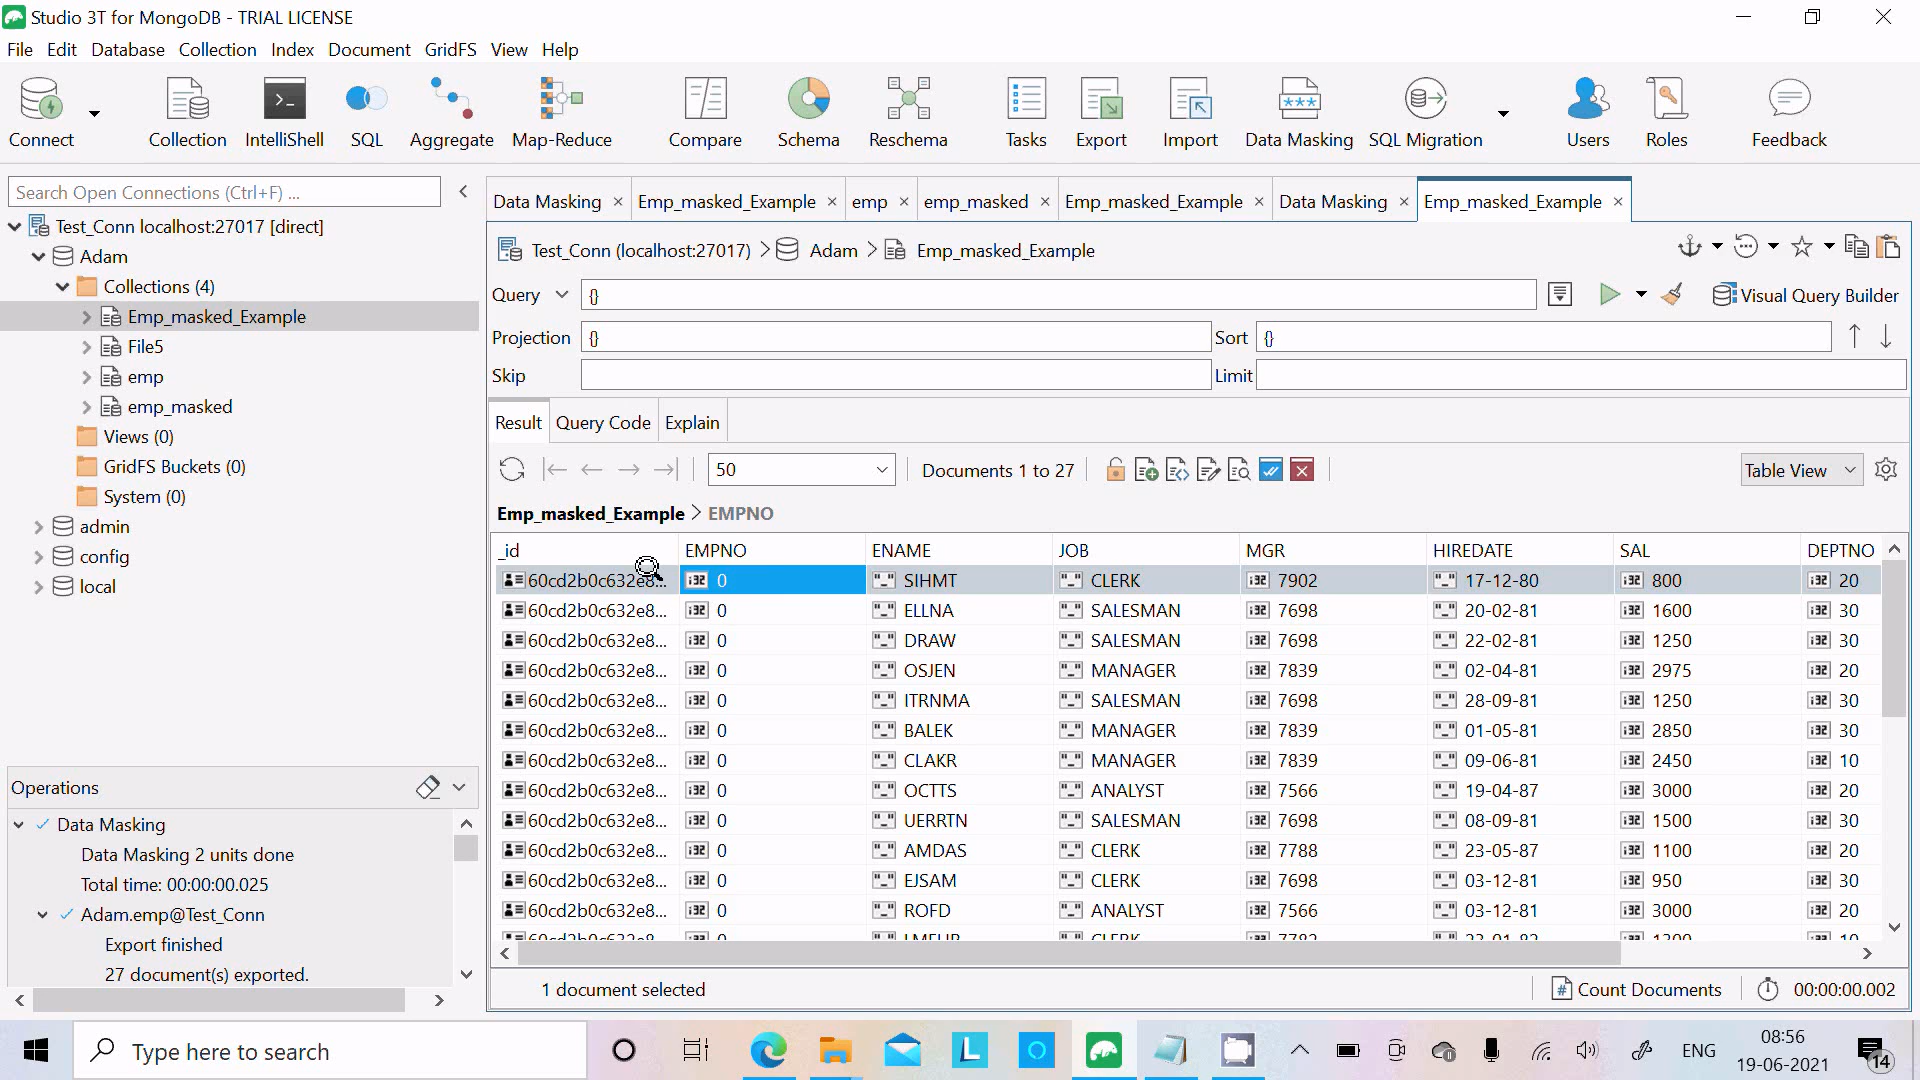 Studio 3T for MongoDB - TRIAL LICENSE
File Edit Database Collection Index Document GridFS View Help
Connect Collection IntelliShell SQL Aggregate Map-Reduce Compare Schema Reschema Tasks Export Import Data Masking SQL Migration Users Roles Feedback
Search Open Connections (Ctrl+F) ...
Test_Conn localhost:27017 [direct]
Adam
Collections (4)
Emp_masked_Example
File5
emp
emp_masked
Views (0)
GridFS Buckets (0)
System (0)
admin
config
local
Operations
Data Masking
Data Masking 2 units done
Total time: 00:00:00.025
Adam.emp@Test_Conn
Export finished
27 document(s) exported.
Data Masking Emp_masked_Example emp emp_masked Emp_masked_Example Data Masking Emp_masked_Example
Test_Conn (localhost:27017) Adam Emp_masked_Example
Query {} Visual Query Builder
Projection {} Sort {}
Skip Limit
Result Query Code Explain
50 Documents 1 to 27 Table View
Emp_masked_Example > EMPNO
_id EMPNO ENAME JOB MGR HIREDATE SAL DEPTNO
60cd2b0c632e8... 0 SIHMT CLERK 7902 17-12-80 800 20
60cd2b0c632e8... 0 ELLNA SALESMAN 7698 20-02-81 1600 30
60cd2b0c632e8... 0 DRAW SALESMAN 7698 22-02-81 1250 30
60cd2b0c632e8... 0 OSJEN MANAGER 7839 02-04-81 2975 20
60cd2b0c632e8... 0 ITRNMA SALESMAN 7698 28-09-81 1250 30
60cd2b0c632e8... 0 BALEK MANAGER 7839 01-05-81 2850 30
60cd2b0c632e8... 0 CLAKR MANAGER 7839 09-06-81 2450 10
60cd2b0c632e8... 0 OCTTS ANALYST 7566 19-04-87 3000 20
60cd2b0c632e8... 0 UERRTN SALESMAN 7698 08-09-81 1500 30
60cd2b0c632e8... 0 AMDAS CLERK 7788 23-05-87 1100 20
60cd2b0c632e8... 0 EJSAM CLERK 7698 03-12-81 950 30
60cd2b0c632e8... 0 ROFD ANALYST 7566 03-12-81 3000 20
1 document selected Count Documents 00:00:00.002
Type here to search
ENG
08:56
19-06-2021
14